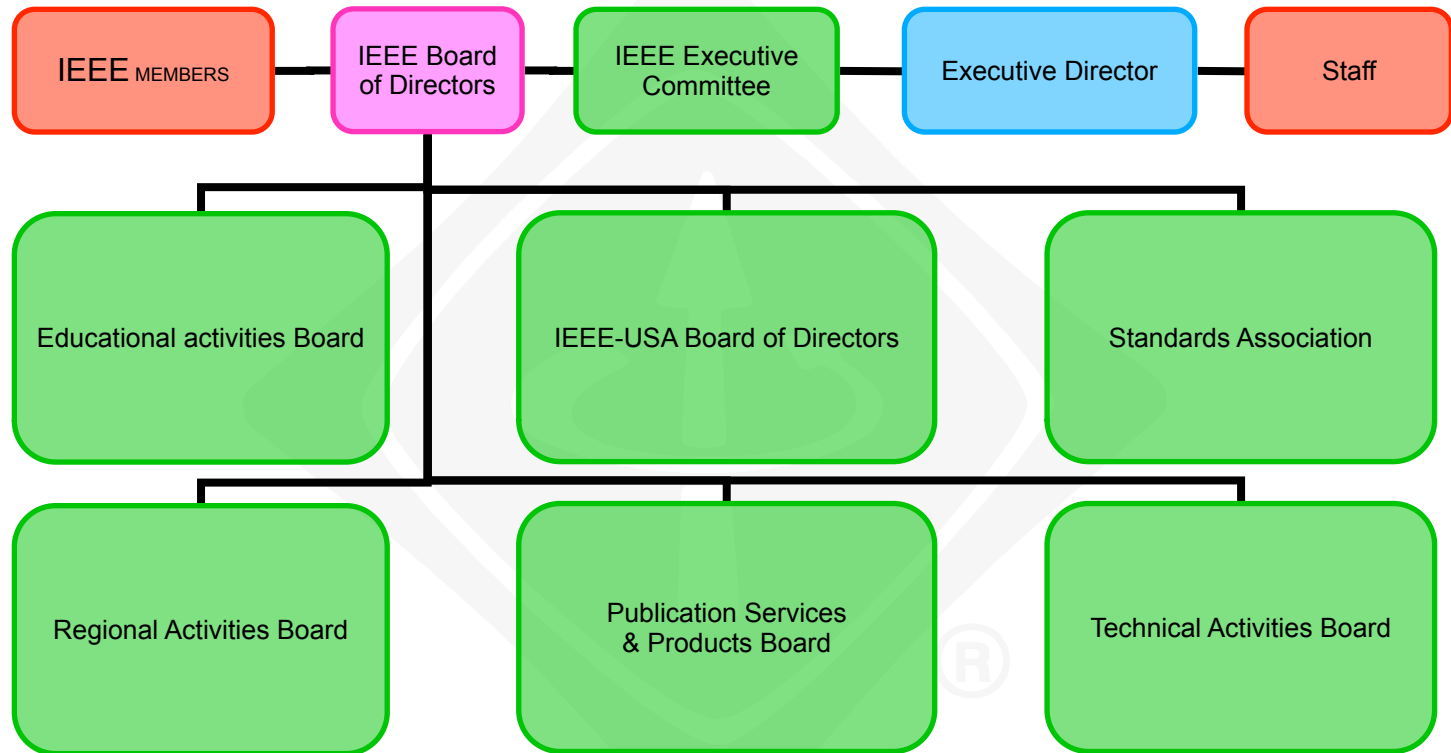 IEEE MEMBERS
IEEE Board
of Directors
IEEE Executive
Committee
Executive Director
Staff
Educational activities Board
IEEE-USA Board of Directors
Standards Association
Regional Activities Board
Publication Services
& Products Board
Technical Activities Board
®